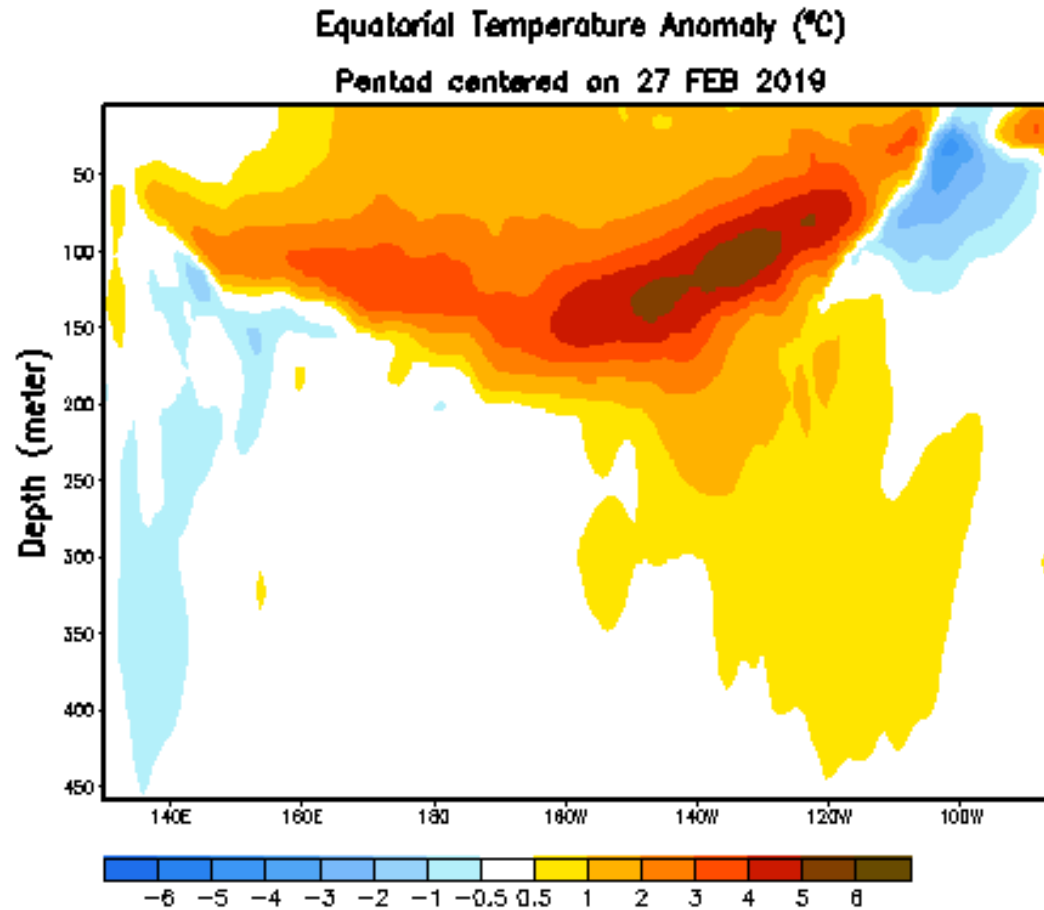 Equatorial Temperature Anomaly (°C)
Pentad centered on 27 FEB 2019
Depth (meter)
50
100
150
200
250
300
350
400
450
140E 160E 180 160W 140W 120W 100W
-6 -5 -4 -3 -2 -1 -0.5 0.5 1 2 3 4 5 6